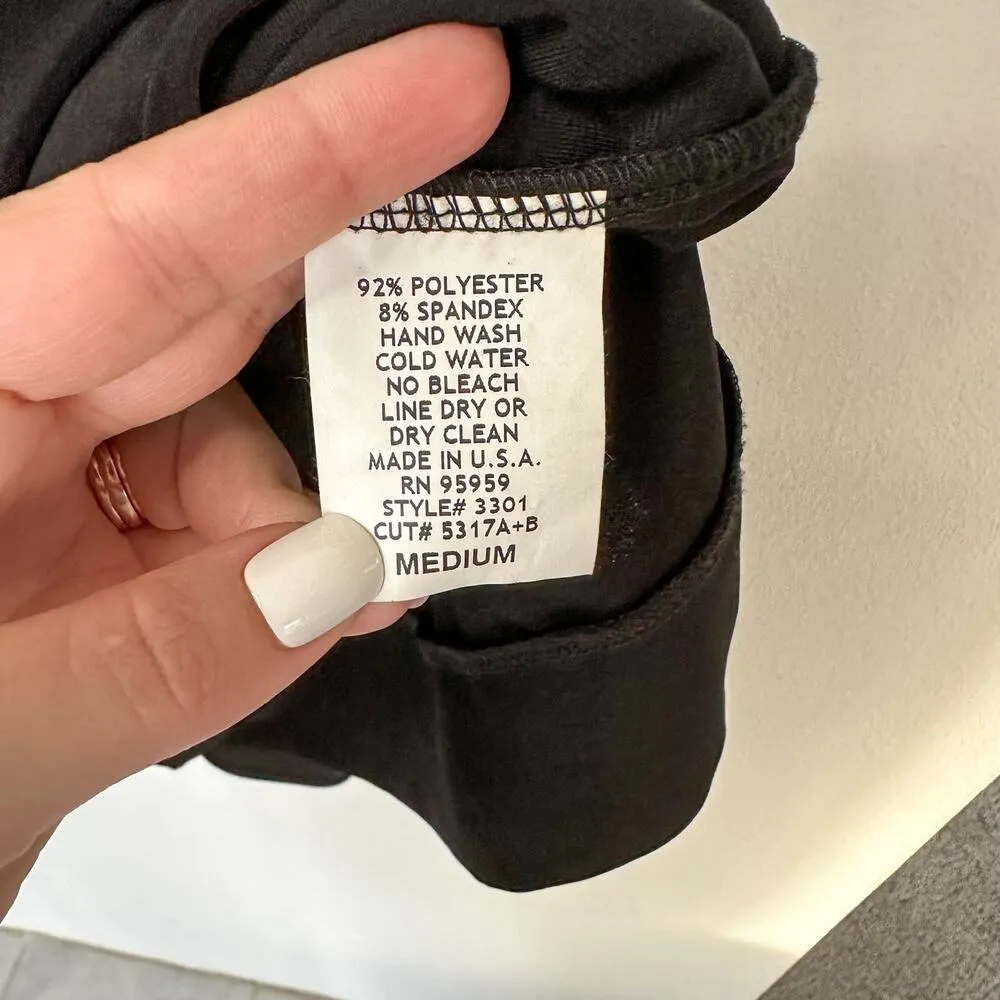 92% POLYESTER
8% SPANDEX
HAND WASH
COLD WATER
NO BLEACH
LINE DRY OR
DRY CLEAN
MADE IN U.S.A.
RN 95959
STYLE# 3301
CUT# 5317A+B
MEDIUM